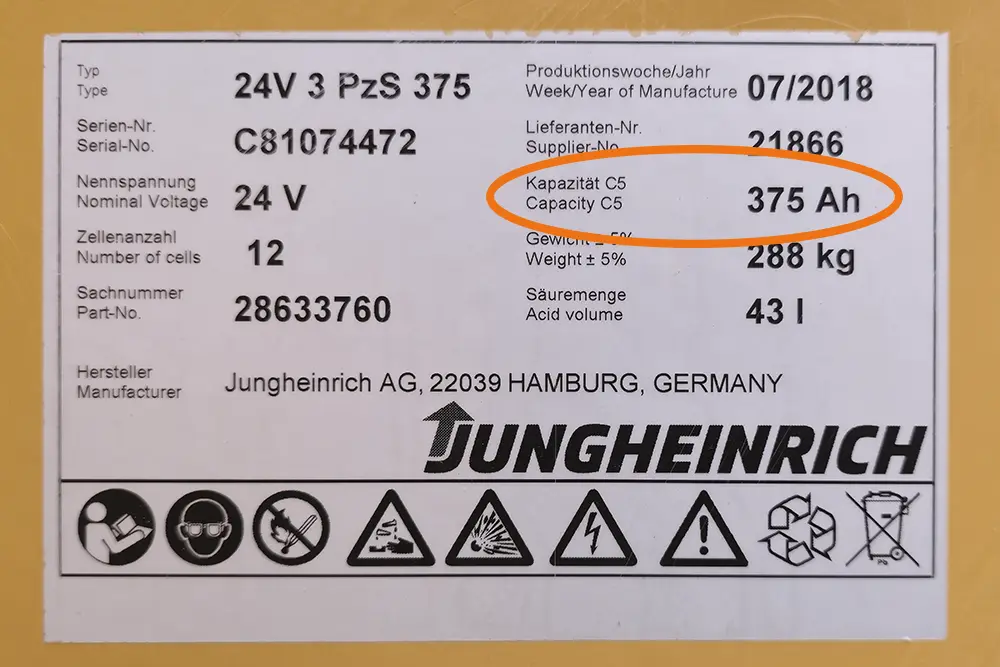 Typ
Type
24V 3 PzS 375
Produktionswoche/Jahr
Week/Year of Manufacture
07/2018
Serien-Nr.
Serial-No.
C81074472
Lieferanten-Nr.
Supplier-No.
21866
Nennspannung
Nominal Voltage
24 V
Kapazität C5
Capacity C5
375 Ah
Zellenanzahl
Number of cells
12
Gewicht ± 5%
Weight ± 5%
288 kg
Sachnummer
Part-No.
28633760
Säuremenge
Acid volume
43 l
Hersteller
Manufacturer
Jungheinrich AG, 22039 HAMBURG, GERMANY
JUNGHEINRICH
Pb